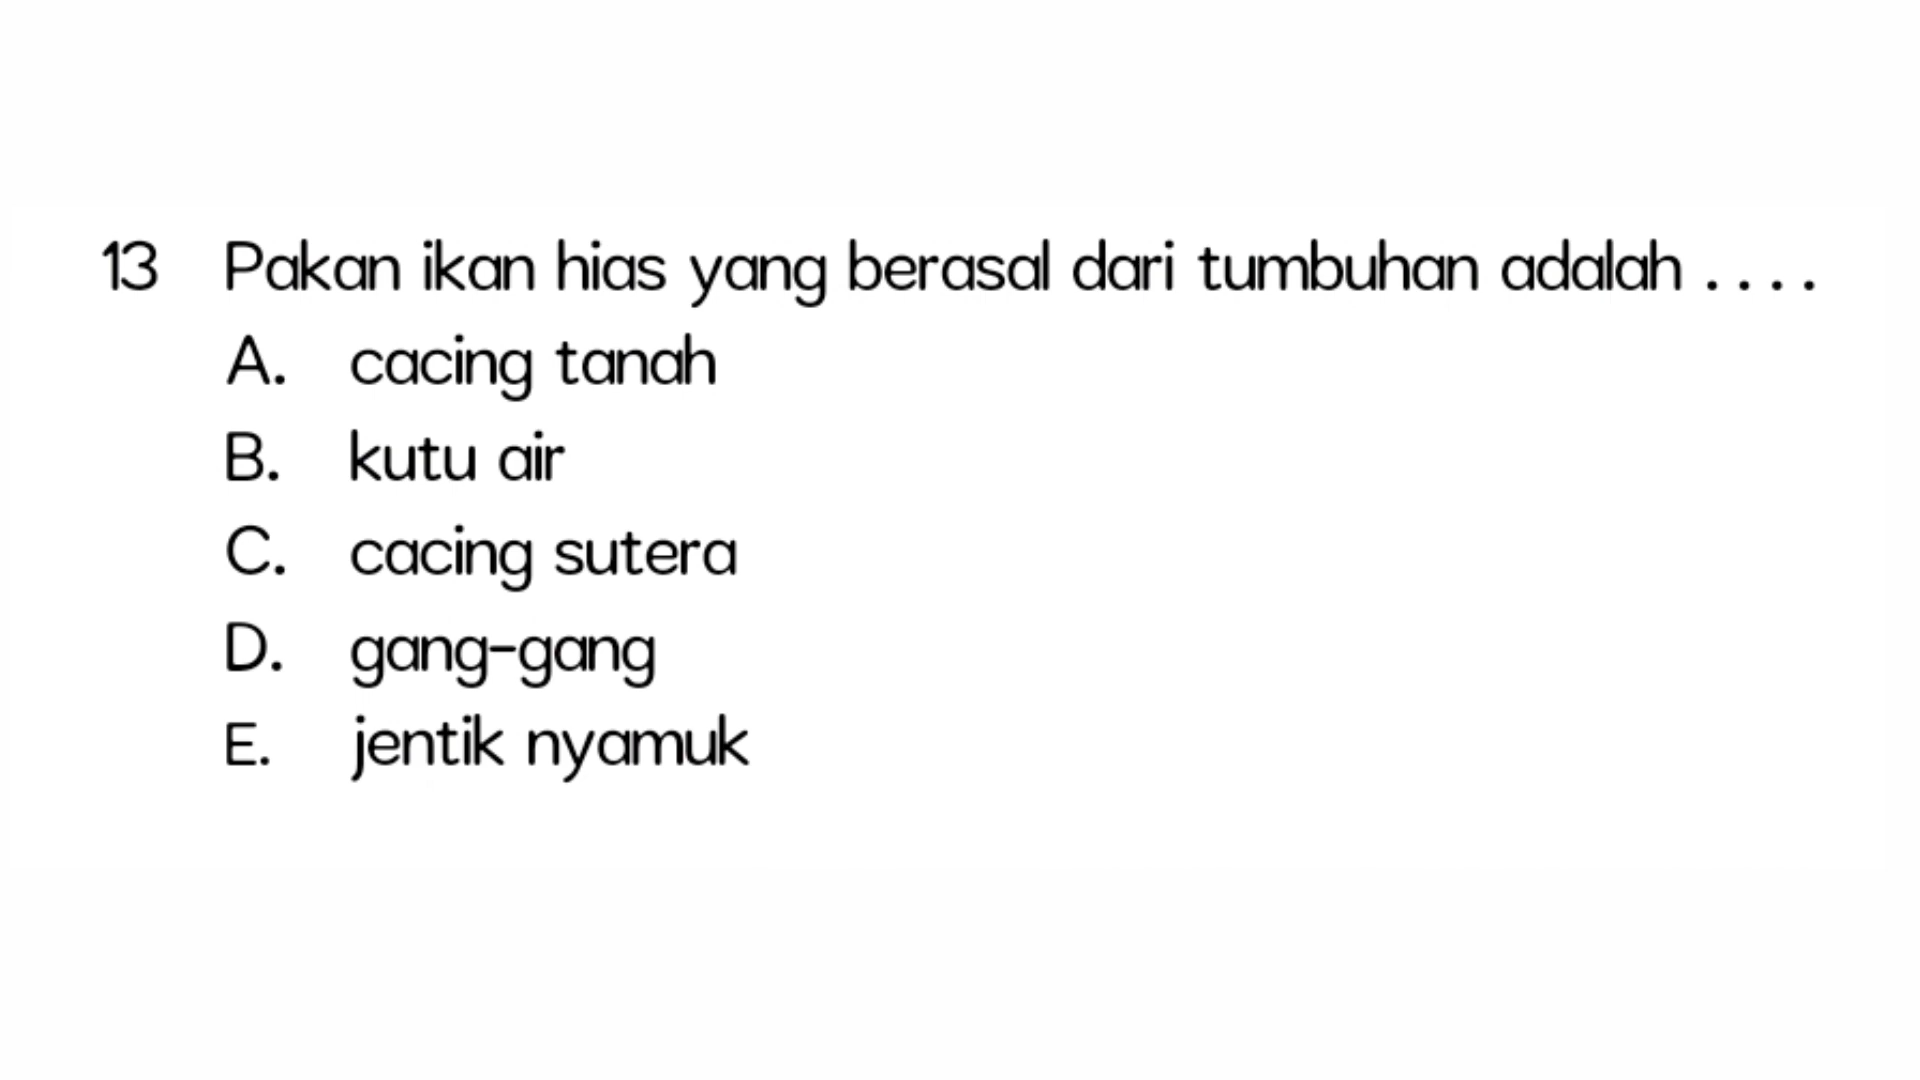 13 Pakan ikan hias yang berasal dari tumbuhan adalah . . . .
A. cacing tanah
B. kutu air
C. cacing sutera
D. gang-gang
E. jentik nyamuk